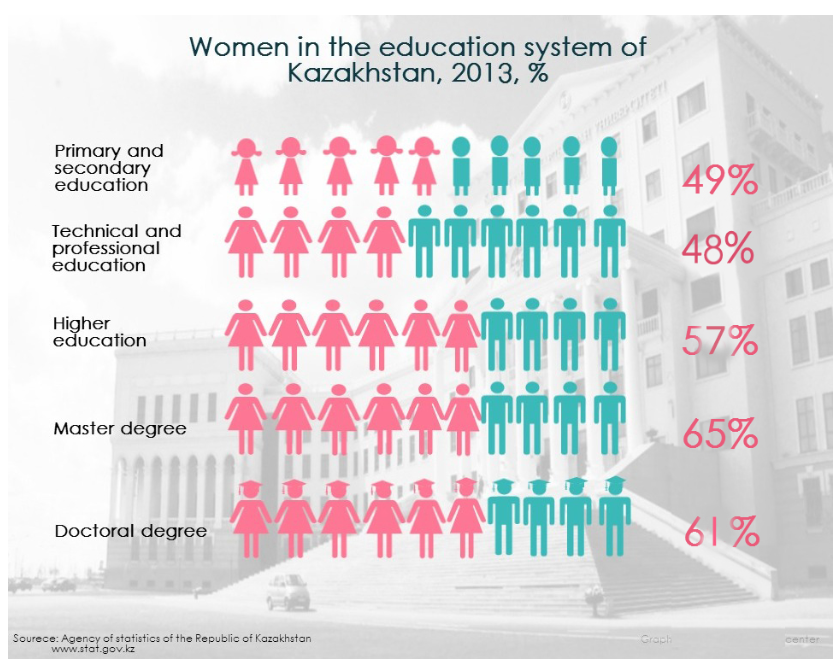 Women in the education system of
Kazakhstan, 2013, %
Primary and
secondary
education
49%
Technical and
professional
education
48%
Higher
education
57%
Master degree
65%
Doctoral degree
61%
Sourece: Agency of statistics of the Republic of Kazakhstan
www.stat.gov.kz
Graph center